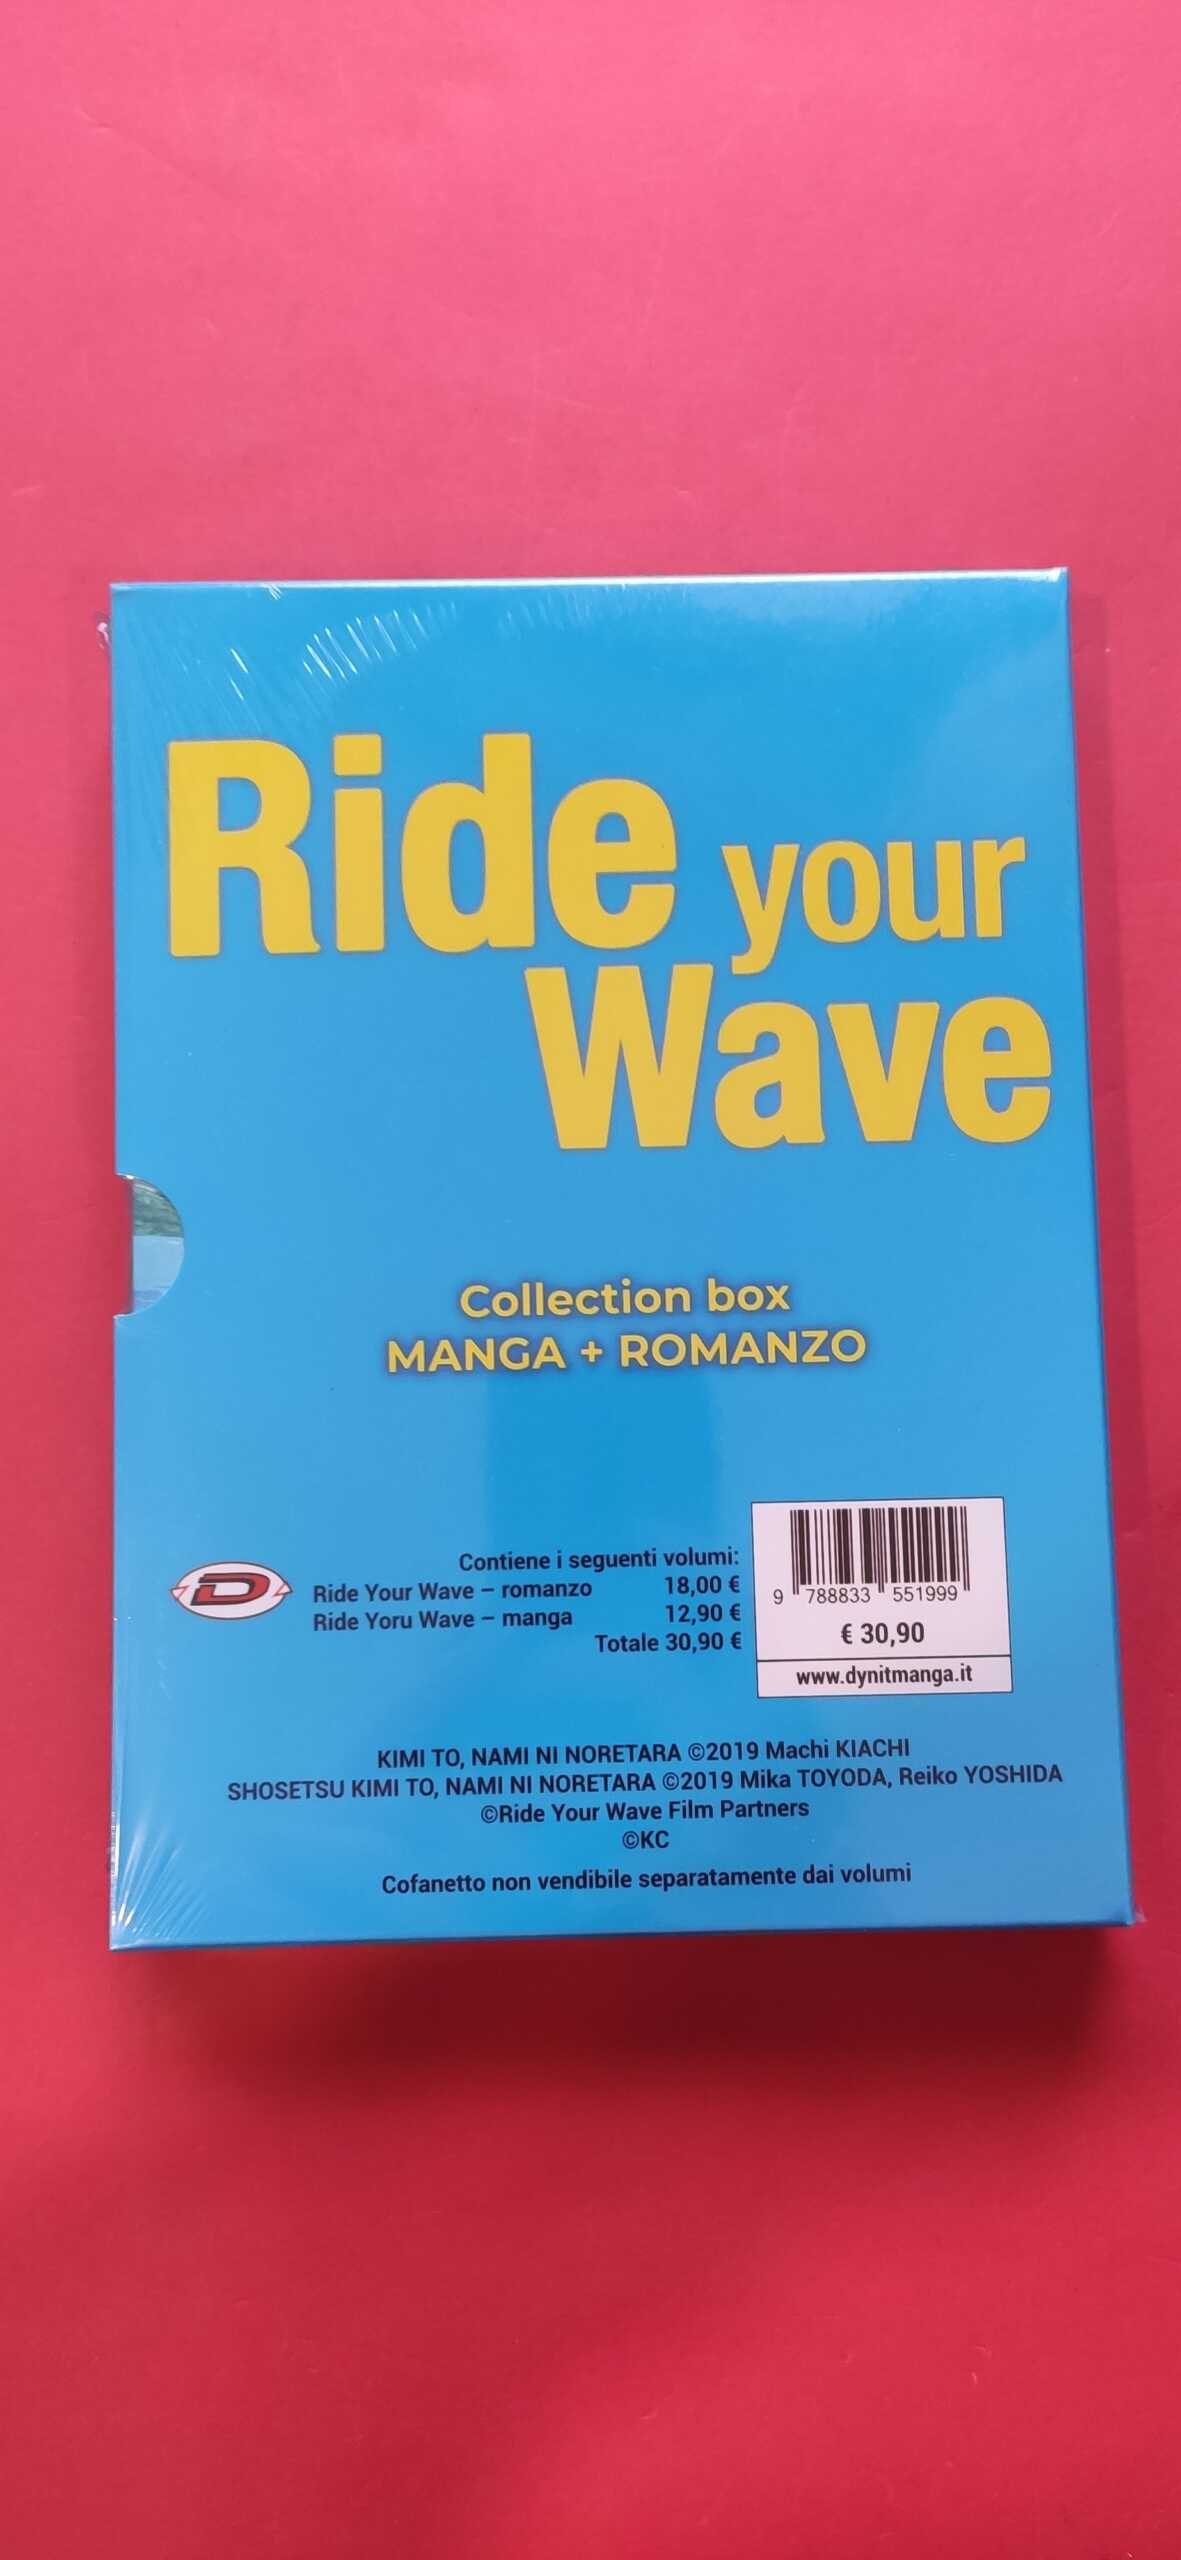 Ride your
Wave
Collection box
MANGA + ROMANZO
D
Contiene i seguenti volumi:
Ride Your Wave – romanzo 18,00 €
Ride Yoru Wave – manga 12,90 €
Totale 30,90 €
9 788833 551999
€ 30,90
www.dynitmanga.it
KIMI TO, NAMI NI NORETARA ©2019 Machi KIACHI
SHOSETSU KIMI TO, NAMI NI NORETARA ©2019 Mika TOYODA, Reiko YOSHIDA
©Ride Your Wave Film Partners
©KC
Cofanetto non vendibile separatamente dai volumi